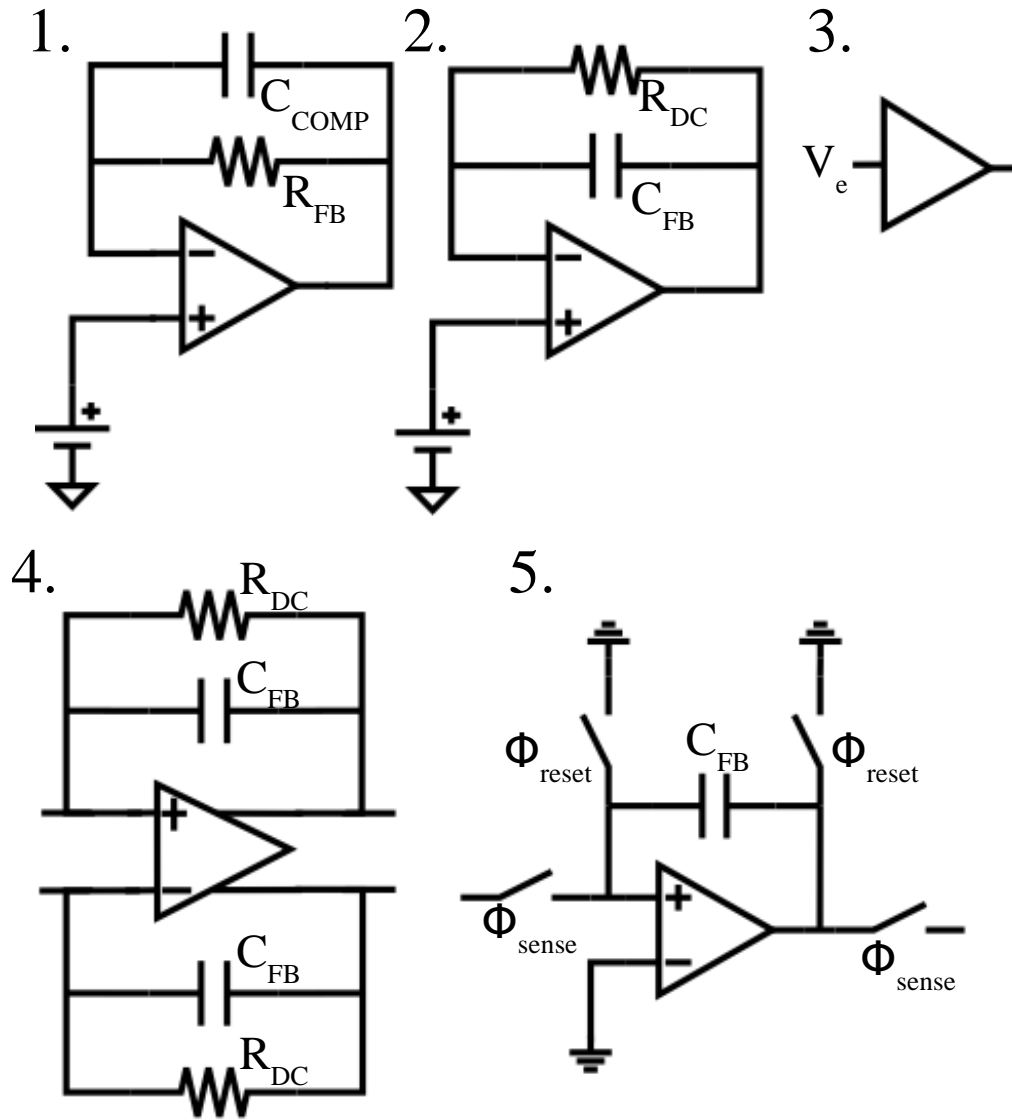 1.
C_COMP
R_FB
−
+
+
2.
R_DC
C_FB
−
+
+
3.
V_e
4.
R_DC
C_FB
+
−
C_FB
R_DC
5.
Φ_reset
C_FB
Φ_reset
+
−
Φ_sense
Φ_sense